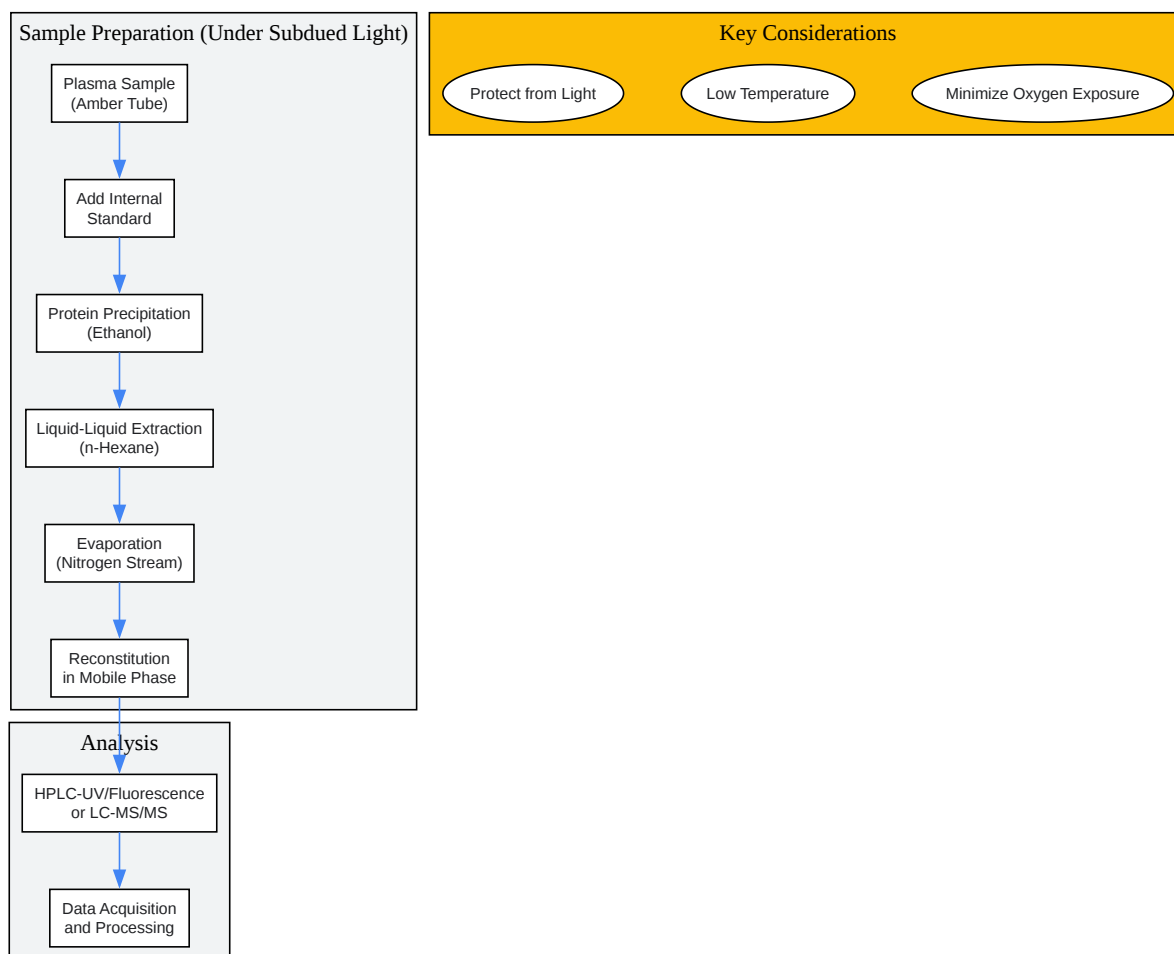 Sample Preparation (Under Subdued Light)
Plasma Sample
(Amber Tube)
Add Internal
Standard
Protein Precipitation
(Ethanol)
Liquid-Liquid Extraction
(n-Hexane)
Evaporation
(Nitrogen Stream)
Reconstitution
in Mobile Phase
Analysis
HPLC-UV/Fluorescence
or LC-MS/MS
Data Acquisition
and Processing
Key Considerations
Protect from Light
Low Temperature
Minimize Oxygen Exposure